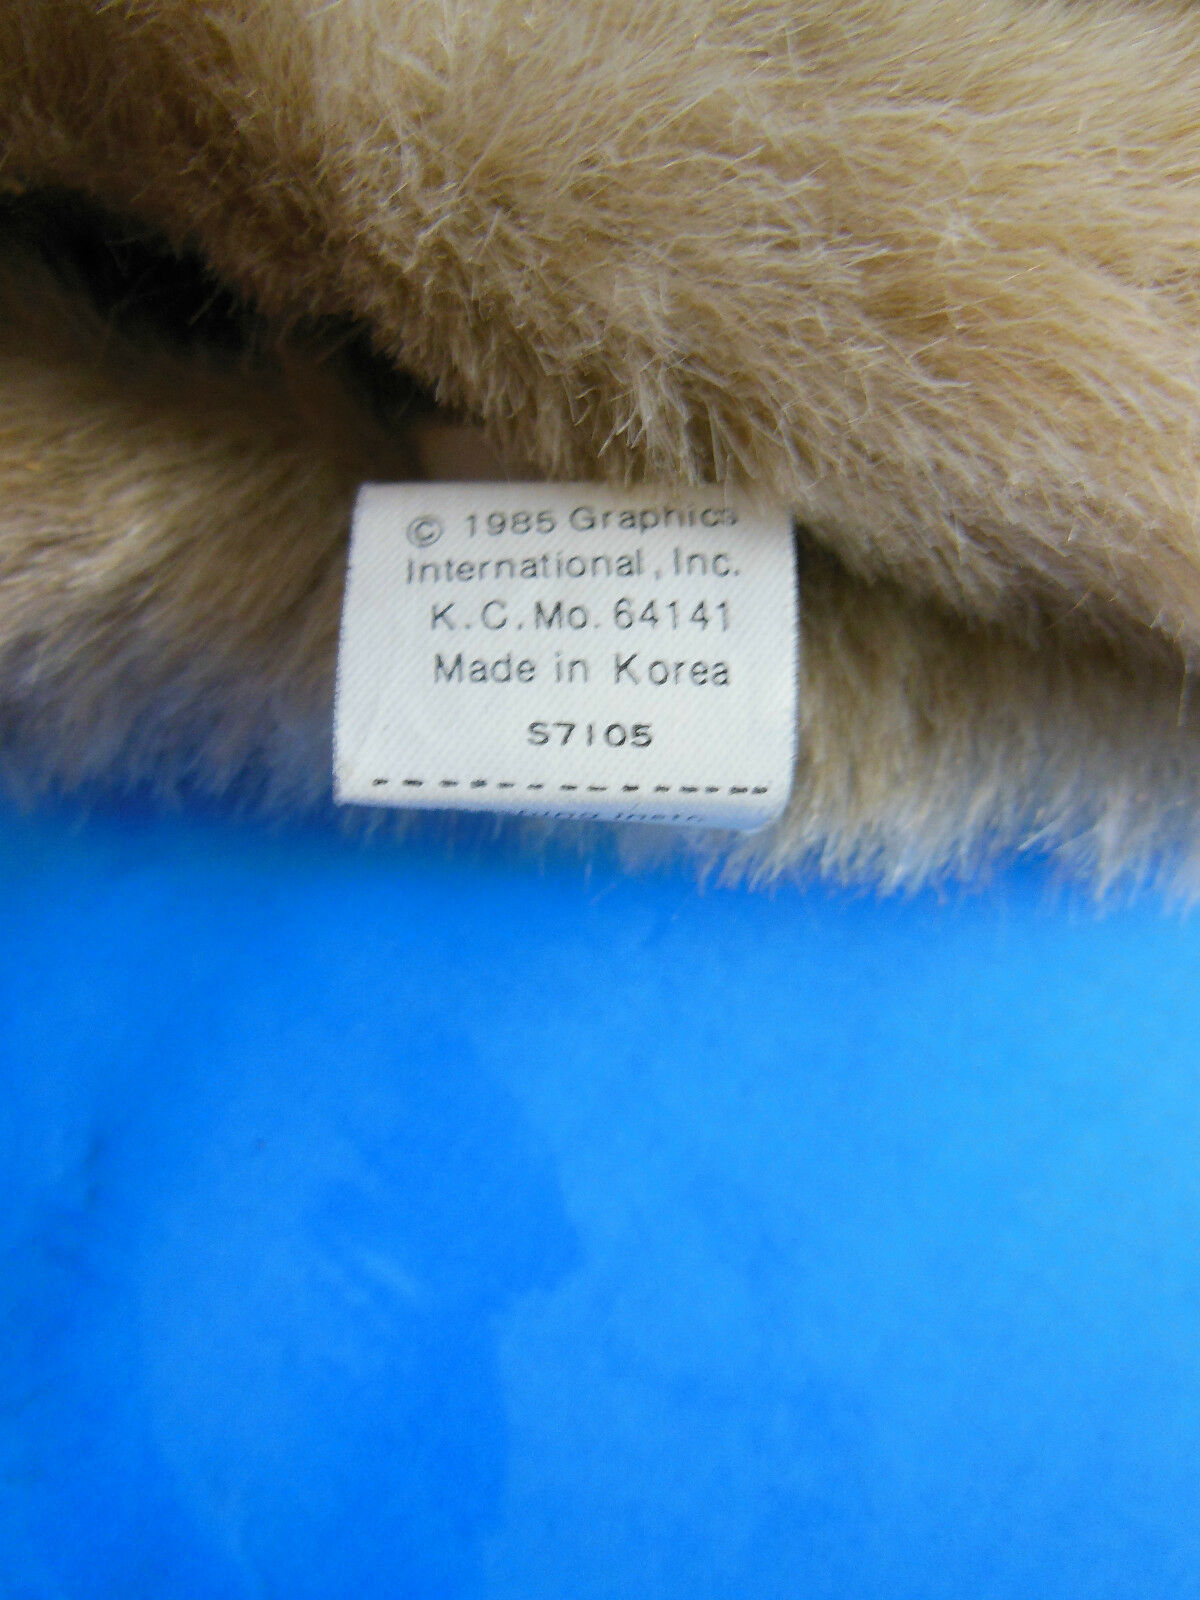 © 1985 Graphics
International, Inc.
K.C.Mo. 64141
Made in Korea
S7105